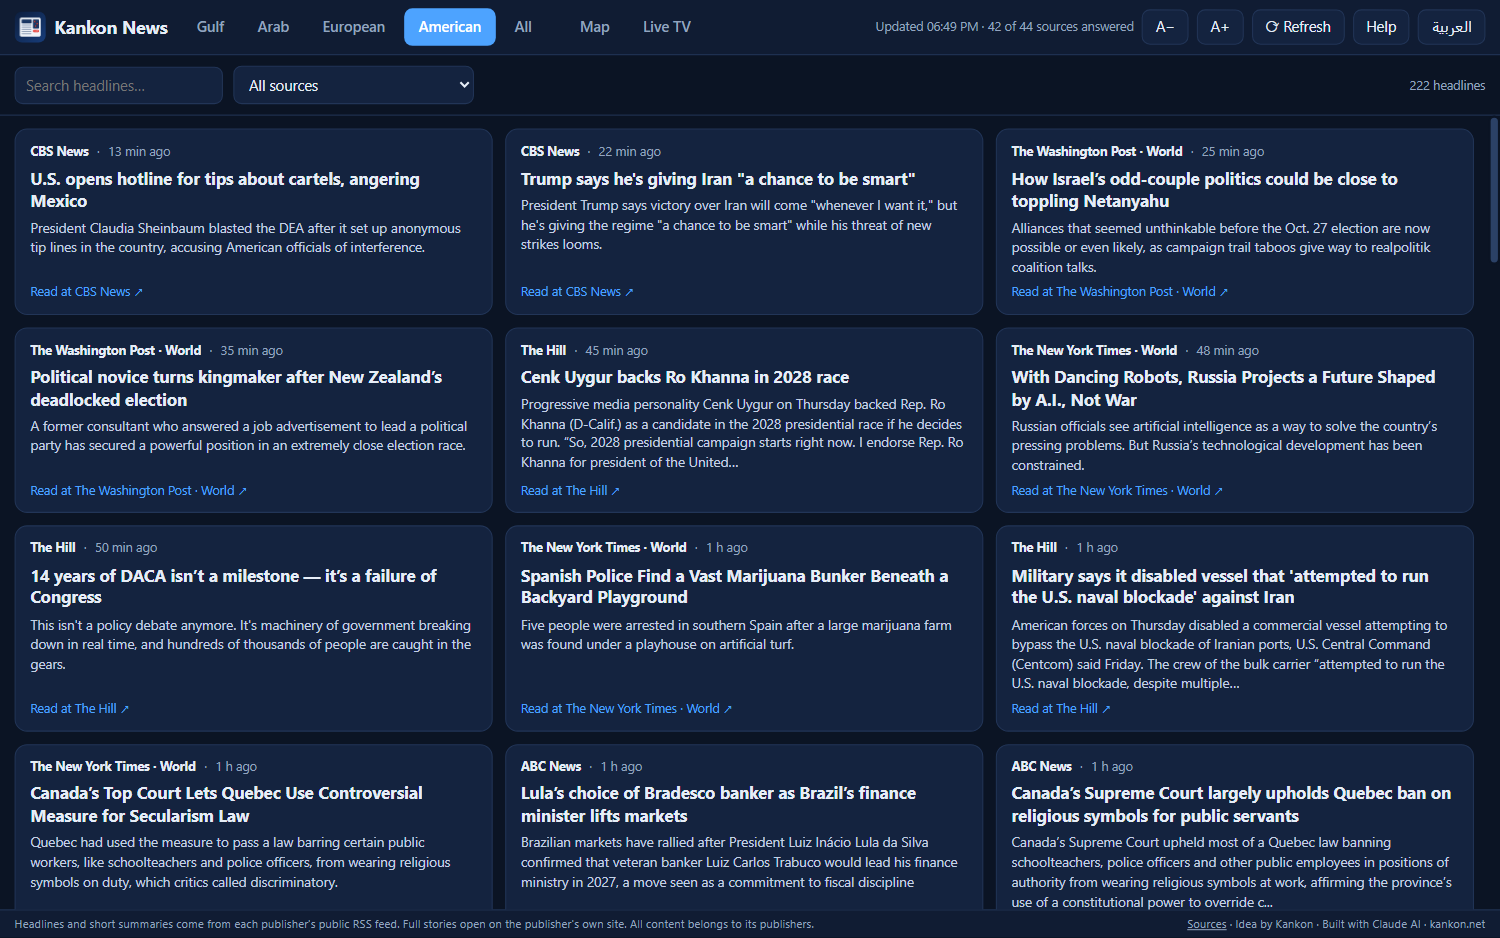 Kankon News
Gulf
Arab
European
American
All
Map
Live TV
Updated 06:49 PM · 42 of 44 sources answered
A−
A+
⟳ Refresh
Help
العربية
Search headlines...
All sources
222 headlines
CBS News · 13 min ago
U.S. opens hotline for tips about cartels, angering
Mexico
President Claudia Sheinbaum blasted the DEA after it set up anonymous
tip lines in the country, accusing American officials of interference.
Read at CBS News ↗
CBS News · 22 min ago
Trump says he's giving Iran "a chance to be smart"
President Trump says victory over Iran will come "whenever I want it," but
he's giving the regime "a chance to be smart" while his threat of new
strikes looms.
Read at CBS News ↗
The Washington Post · World · 25 min ago
How Israel’s odd-couple politics could be close to
toppling Netanyahu
Alliances that seemed unthinkable before the Oct. 27 election are now
possible or even likely, as campaign trail taboos give way to realpolitik
coalition talks.
Read at The Washington Post · World ↗
The Washington Post · World · 35 min ago
Political novice turns kingmaker after New Zealand’s
deadlocked election
A former consultant who answered a job advertisement to lead a political
party has secured a powerful position in an extremely close election race.
Read at The Washington Post · World ↗
The Hill · 45 min ago
Cenk Uygur backs Ro Khanna in 2028 race
Progressive media personality Cenk Uygur on Thursday backed Rep. Ro
Khanna (D-Calif.) as a candidate in the 2028 presidential race if he decides
to run. “So, 2028 presidential campaign starts right now. I endorse Rep. Ro
Khanna for president of the United...
Read at The Hill ↗
The New York Times · World · 48 min ago
With Dancing Robots, Russia Projects a Future Shaped
by A.I., Not War
Russian officials see artificial intelligence as a way to solve the country’s
pressing problems. But Russia’s technological development has been
constrained.
Read at The New York Times · World ↗
The Hill · 50 min ago
14 years of DACA isn’t a milestone — it’s a failure of
Congress
This isn't a policy debate anymore. It's machinery of government breaking
down in real time, and hundreds of thousands of people are caught in the
gears.
Read at The Hill ↗
The New York Times · World · 1 h ago
Spanish Police Find a Vast Marijuana Bunker Beneath a
Backyard Playground
Five people were arrested in southern Spain after a large marijuana farm
was found under a playhouse on artificial turf.
Read at The New York Times · World ↗
The Hill · 1 h ago
Military says it disabled vessel that 'attempted to run
the U.S. naval blockade' against Iran
American forces on Thursday disabled a commercial vessel attempting to
bypass the U.S. naval blockade of Iranian ports, U.S. Central Command
(Centcom) said Friday. The crew of the bulk carrier “attempted to run the
U.S. naval blockade, despite multiple...
Read at The Hill ↗
The New York Times · World · 1 h ago
Canada’s Top Court Lets Quebec Use Controversial
Measure for Secularism Law
Quebec had used the measure to pass a law barring certain public
workers, like schoolteachers and police officers, from wearing religious
symbols on duty, which critics called discriminatory.
ABC News · 1 h ago
Lula’s choice of Bradesco banker as Brazil’s finance
minister lifts markets
Brazilian markets have rallied after President Luiz Inácio Lula da Silva
confirmed that veteran banker Luiz Carlos Trabuco would lead his finance
ministry in 2027, a move seen as a commitment to fiscal discipline
ABC News · 1 h ago
Canada’s Supreme Court largely upholds Quebec ban on
religious symbols for public servants
Canada’s Supreme Court upheld most of a Quebec law banning
schoolteachers, police officers and other public employees in positions of
authority from wearing religious symbols at work, affirming the province’s
use of a constitutional power to override c...
Headlines and short summaries come from each publisher's public RSS feed. Full stories open on the publisher's own site. All content belongs to its publishers.
Sources · Idea by Kankon · Built with Claude AI · kankon.net